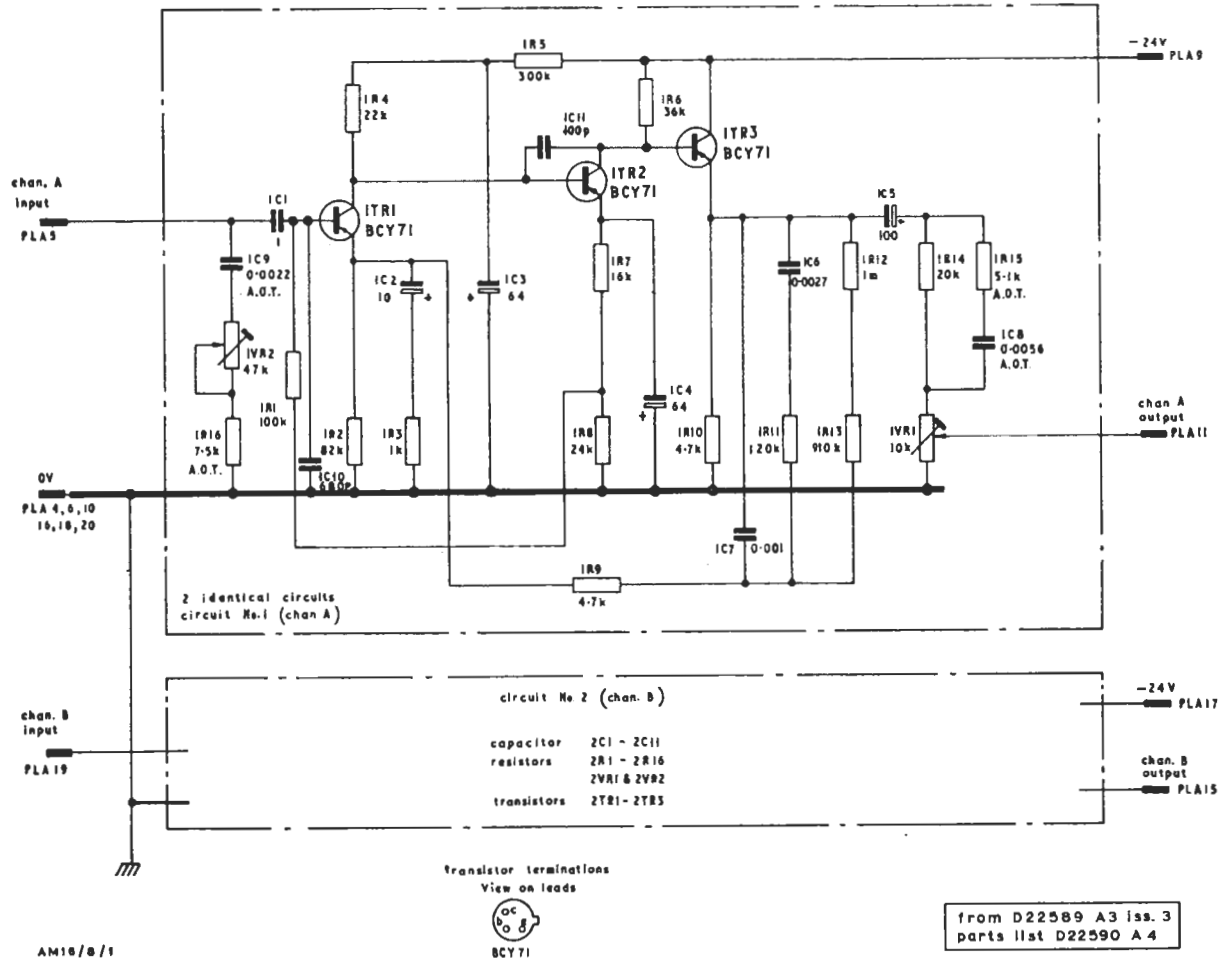 -24V
PLA9
1R5
300k
1R4
22k
1R6
36k
1C11
100p
1TR3
BCY71
1TR2
BCY71
chan. A
input
PLA5
1C1
1
1TR1
BCY71
1C5
100
1C9
0·0022
A.O.T.
1C2
10
1C3
64
1R7
16k
1C6
0·0027
1R12
1m
1R14
20k
1R15
5·1k
A.O.T.
1VR2
47k
1C8
0·0056
A.O.T.
1R1
100k
1C4
64
chan A
output
PLA11
1R16
7·5k
A.O.T.
1R2
82k
1R3
1k
1R8
24k
1R10
4·7k
1R11
120k
1R13
910k
1VR1
10k
1C10
680P
0V
PLA 4,6,10
16,18,20
1C7
0·001
1R9
4·7k
2 identical circuits
circuit No.1 (chan A)
circuit No 2 (chan. B)
-24V
PLA17
chan. B
input
PLA19
capacitor 2C1 - 2C11
resistors 2R1 - 2R16
2VR1 & 2VR2
transistors 2TR1 - 2TR3
chan. B
output
PLA15
transistor terminations
View on leads
c
b
e
BCY71
from D22589 A3 iss. 3
parts list D22590 A4
AM16/8/1